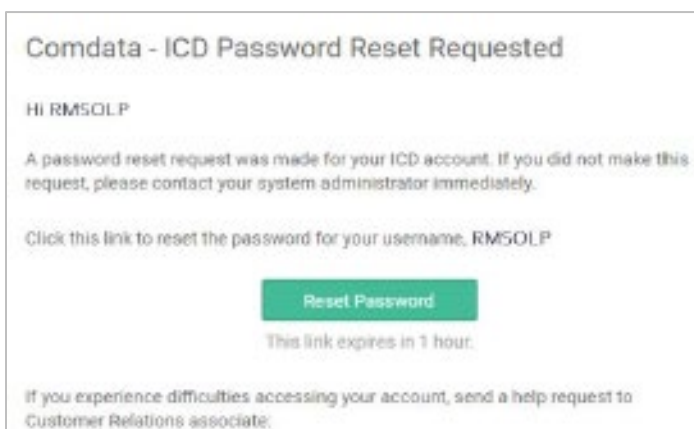 Comdata - ICD Password Reset Requested
Hi RMSOLP
A password reset request was made for your ICD account. If you did not make this
request, please contact your system administrator immediately.
Click this link to reset the password for your username, RMSOLP
Reset Password
This link expires in 1 hour.
If you experience difficulties accessing your account, send a help request to
Customer Relations associate: